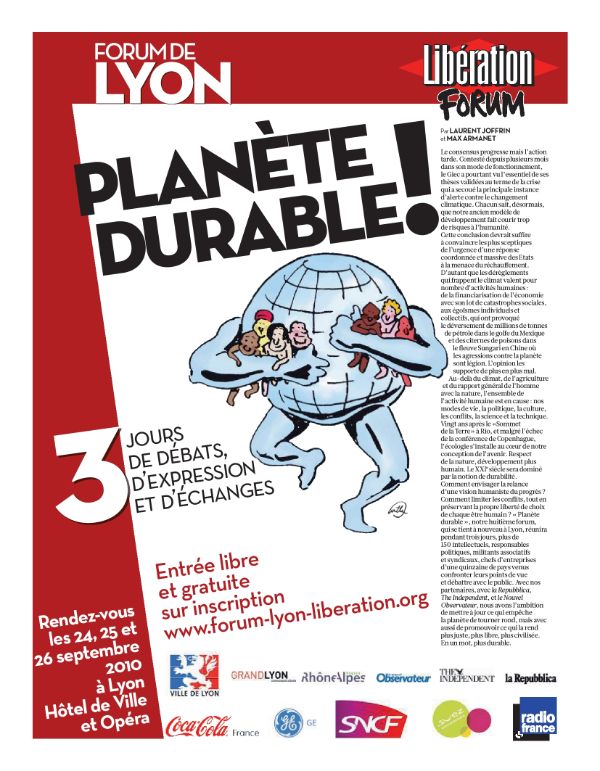 FORUM DE
LYON
Libération
FORUM
PLANÈTE
DURABLE!
Par LAURENT JOFFRIN
et MAX ARMANET
Le consensus progresse mais l'action
tarde. Contesté depuis plusieurs mois
dans son mode de fonctionnement,
le Giec a pourtant vu l'essentiel de ses
thèses validées au terme de la crise
qui a secoué la principale instance
d'alerte contre le changement
climatique. Chacun sait, désormais,
que notre ancien modèle de
développement fait courir trop
de risques à l'humanité.
Cette conclusion devrait suffire
à convaincre les plus sceptiques
de l'urgence d'une réponse
coordonnée et massive des Etats
à la menace du réchauffement.
D'autant que les dérèglements
qui frappent le climat valent pour
nombre d'activités humaines :
de la financiarisation de l'économie
avec son lot de catastrophes sociales,
aux égoïsmes individuels et
collectifs, qui ont provoqué
le déversement de millions de tonnes
de pétrole dans le golfe du Mexique
et des citernes de poisons dans
le fleuve Sungari en Chine où
les agressions contre la planète
sont légion. L'opinion les
supporte de plus en plus mal.
Au-delà du climat, de l'agriculture
et du rapport général de l'homme
avec la nature, l'ensemble de
l'activité humaine est en cause : nos
modes de vie, la politique, la culture,
les conflits, la science et la technique.
Vingt ans après le «Sommet
de la Terre» à Rio, et malgré l'échec
de la conférence de Copenhague,
l'écologie s'installe au cœur de notre
conception de l'avenir. Respect
de la nature, développement plus
humain. Le XXIe siècle sera dominé
par la notion de durabilité.
Comment envisager la relance
d'une vision humaniste du progrès ?
Comment limiter les conflits, tout en
préservant la propre liberté de choix
de chaque être humain ? « Planète
durable », notre huitième forum,
qui se tient à nouveau à Lyon, réunira
pendant trois jours, plus de
150 intellectuels, responsables
politiques, militants associatifs
et syndicaux, chefs d'entreprises
d'une quinzaine de pays venus
confronter leurs points de vue
et débattre avec le public. Avec nos
partenaires, avec la Repubblica,
The Independent, et le Nouvel
Observateur, nous avons l'ambition
de mettre à jour ce qui empêche
la planète de tourner rond, mais avec
aussi de promouvoir ce qui la rend
plus juste, plus libre, plus civilisée.
En un mot, plus durable.
3 JOURS
DE DÉBATS,
D'EXPRESSION
ET D'ÉCHANGES
Entrée libre
et gratuite
sur inscription
www.forum-lyon-liberation.org
Rendez-vous
les 24, 25 et
26 septembre
2010
à Lyon
Hôtel de Ville
et Opéra
VILLE DE LYON
GRANDLYON
RhôneAlpes
Observateur
THE INDEPENDENT
la Repubblica
Coca-Cola France
GE
SNCF
suez
radio
france